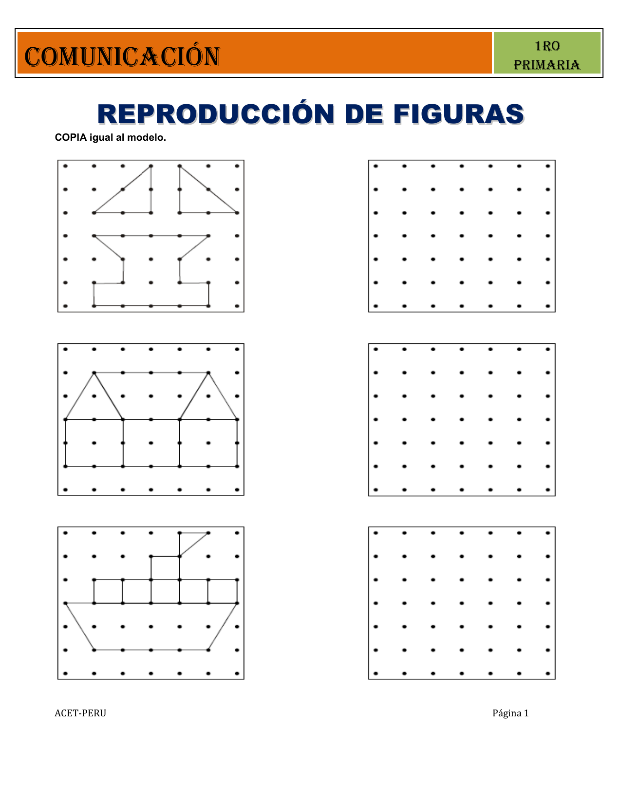 COMUNICACIÓN
1RO
PRIMARIA
REPRODUCCIÓN DE FIGURAS
COPIA igual al modelo.
ACET-PERU
Página 1